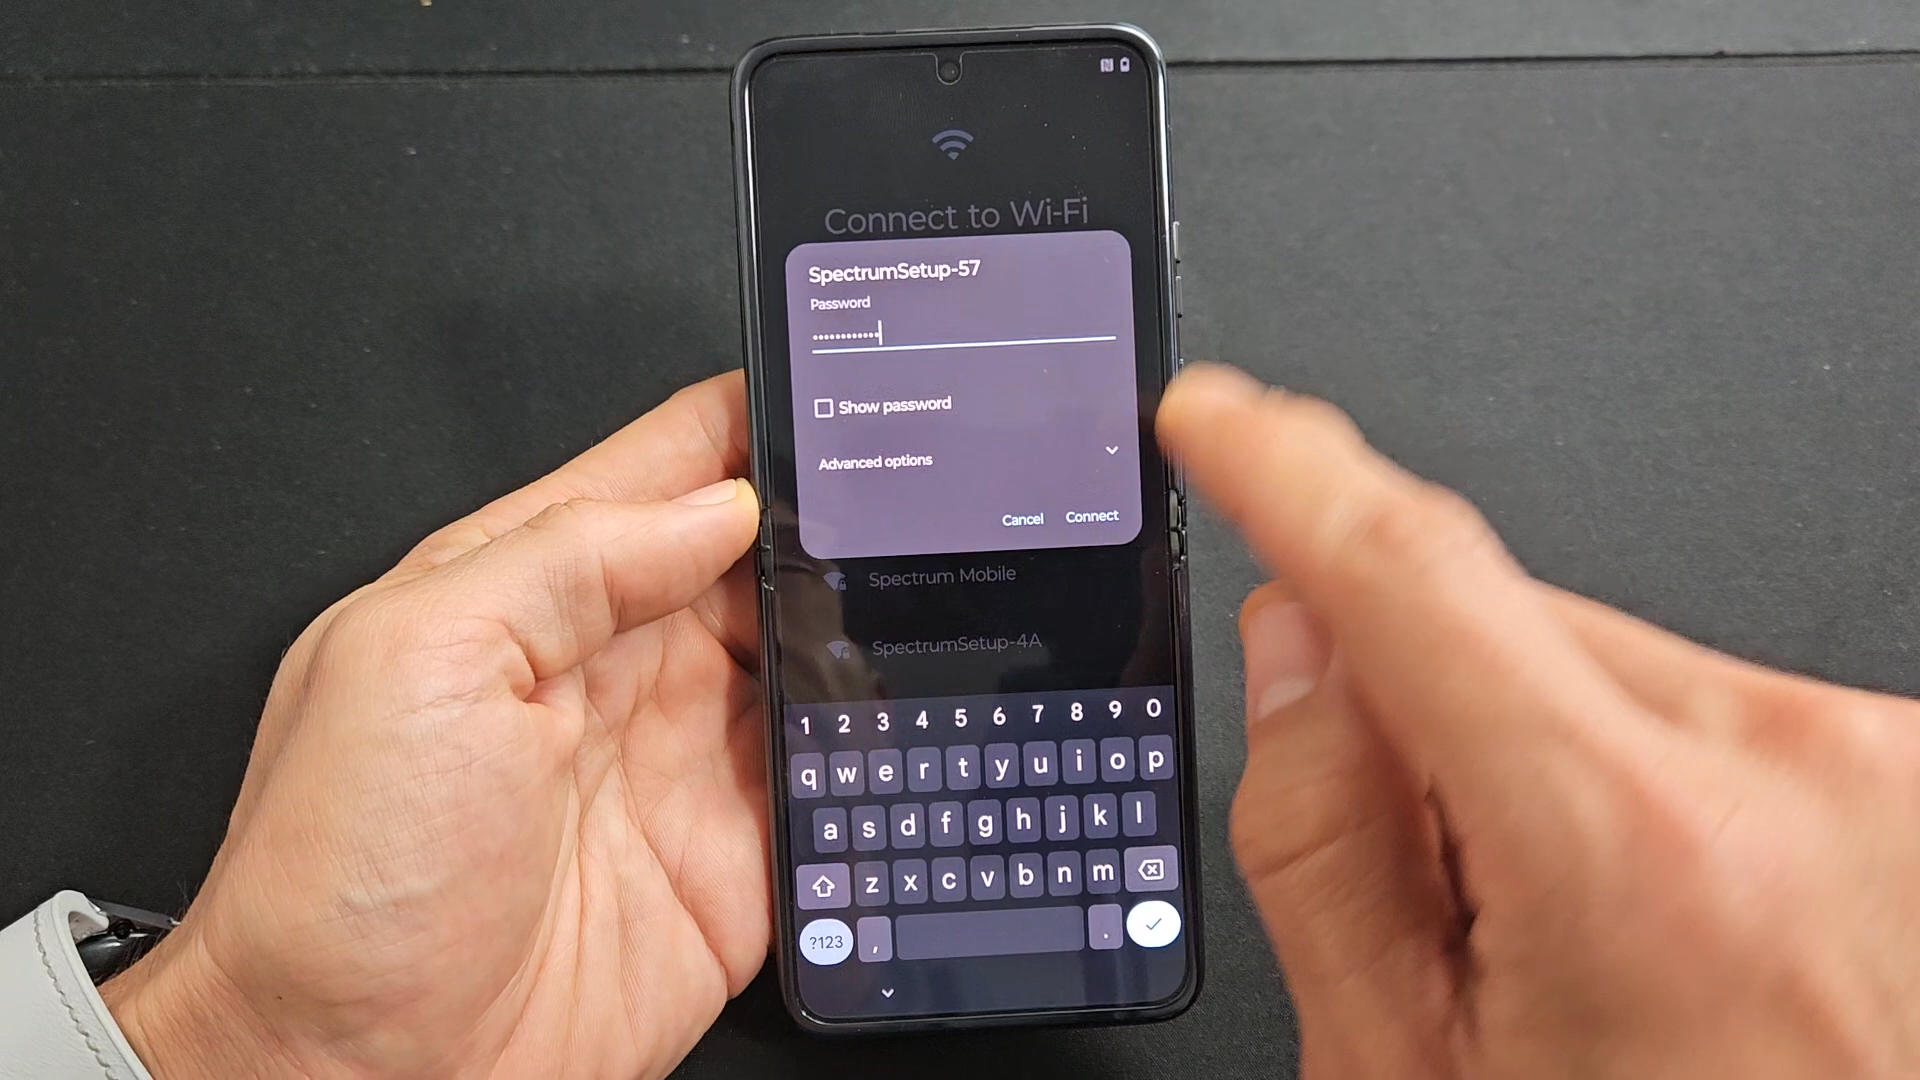 Connect to Wi-Fi
SpectrumSetup-57
Password
••••••••••••
Show password
Advanced options
Cancel Connect
Spectrum Mobile
SpectrumSetup-4A
1 2 3 4 5 6 7 8 9 0
q w e r t y u i o p
a s d f g h j k l
z x c v b n m
?123 , .